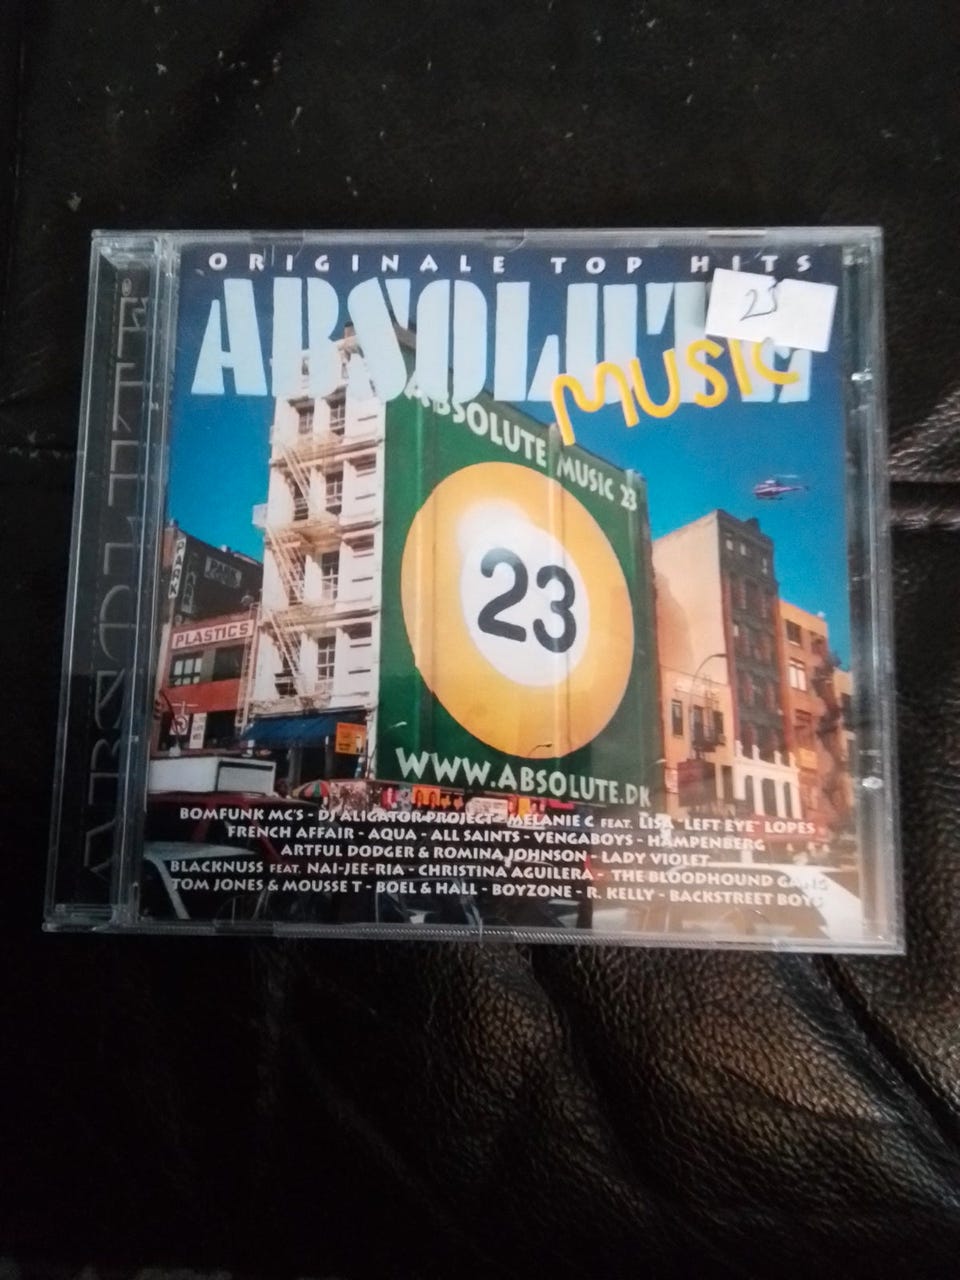 ORIGINALE TOP HITS
ABSOLUTE
23
MUSIC
ABSOLUTE MUSIC 23
23
PLASTICS
WWW.ABSOLUTE.DK
BOMFUNK MC'S - DJ ALIGATOR PROJECT - MELANIE C FEAT. LISA "LEFT EYE" LOPES
FRENCH AFFAIR - AQUA - ALL SAINTS - VENGABOYS - HAMPENBERG
ARTFUL DODGER & ROMINA JOHNSON - LADY VIOLET
BLACKNUSS FEAT. NAI-JEE-RIA - CHRISTINA AGUILERA - THE BLOODHOUND GANG
TOM JONES & MOUSSE T - BOEL & HALL - BOYZONE - R. KELLY - BACKSTREET BOYS
ABSOLUTE